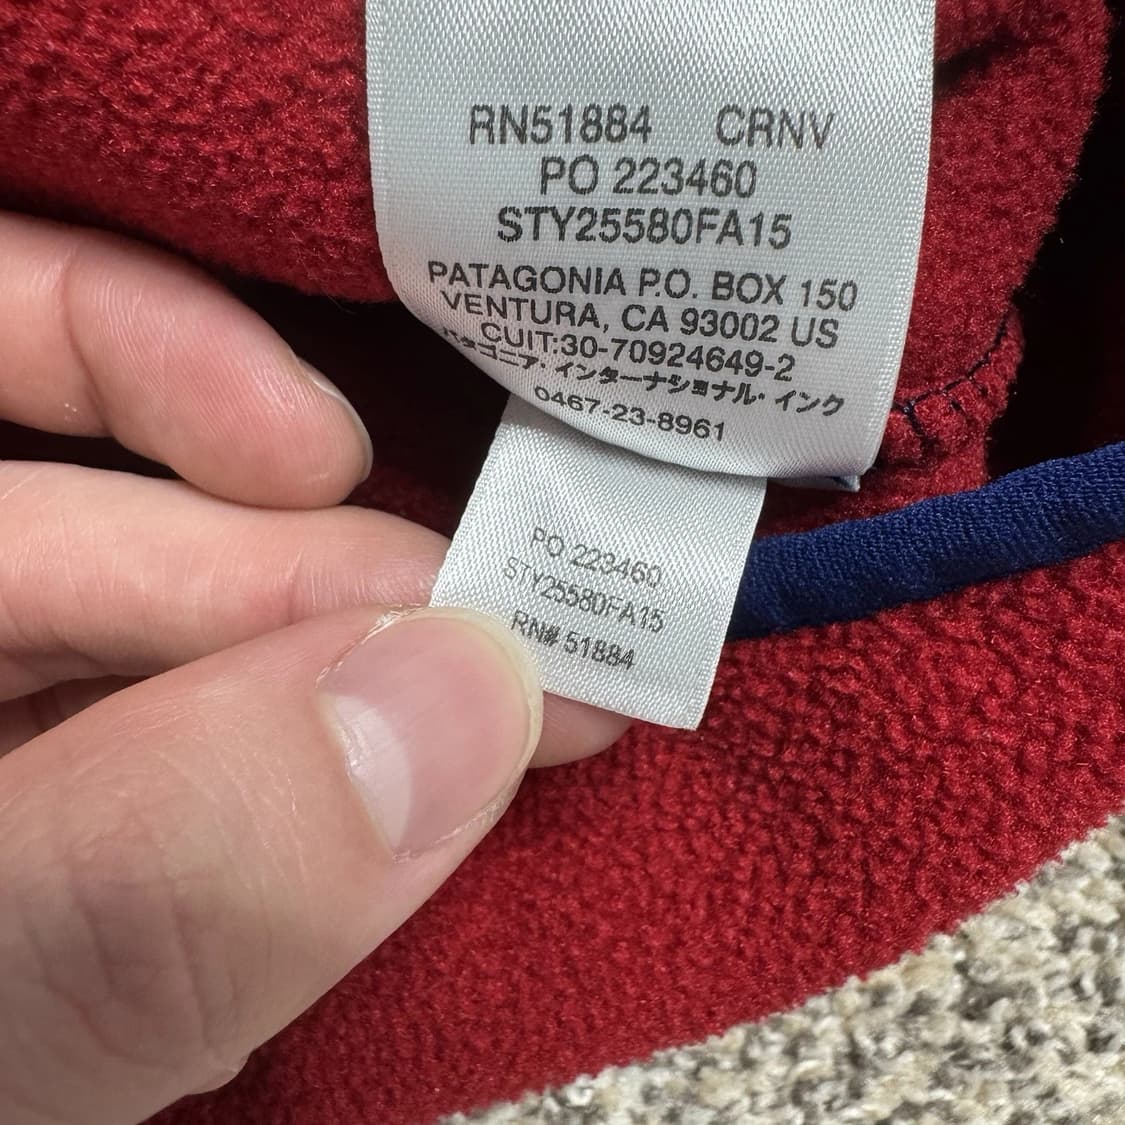 RN51884 CRNV
PO 223460
STY25580FA15
PATAGONIA P.O. BOX 150
VENTURA, CA 93002 US
CUIT:30-70924649-2
パタゴニア・インターナショナル・インク
0467-23-8961
PO 223460
STY25580FA15
RN# 51884